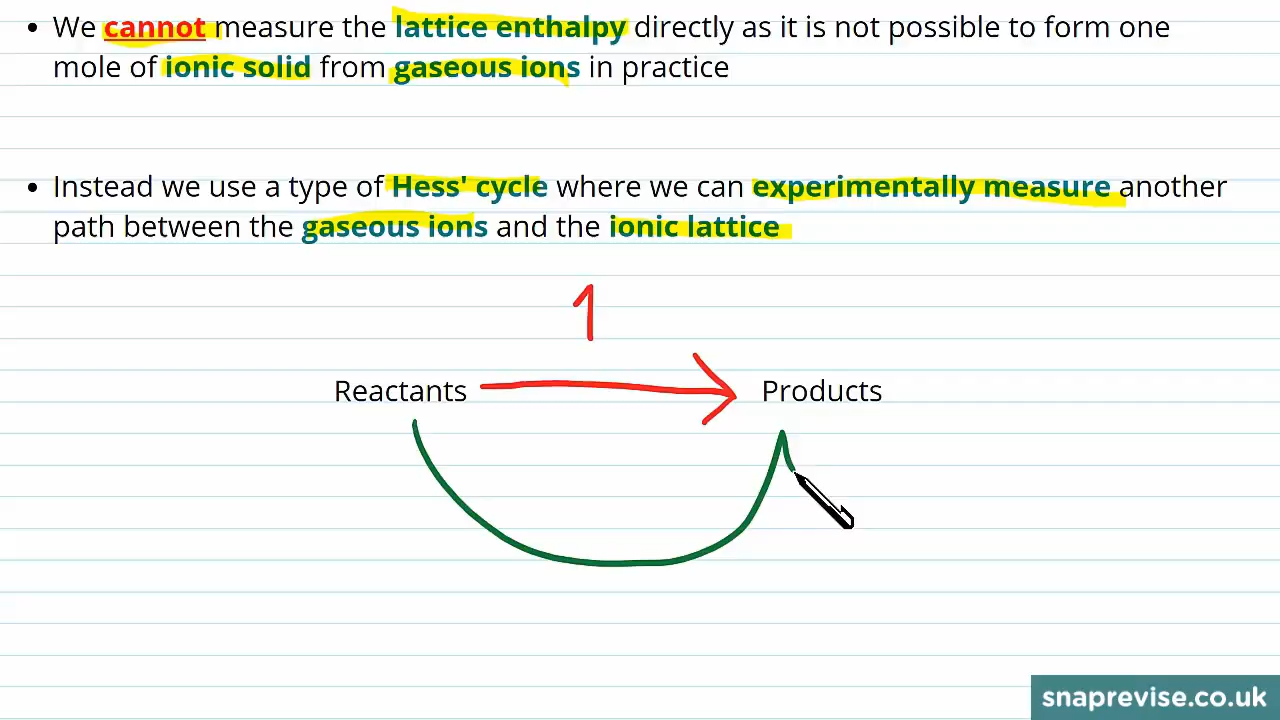 • We cannot measure the lattice enthalpy directly as it is not possible to form one
mole of ionic solid from gaseous ions in practice
• Instead we use a type of Hess' cycle where we can experimentally measure another
path between the gaseous ions and the ionic lattice
1
Reactants
Products
snaprevise.co.uk